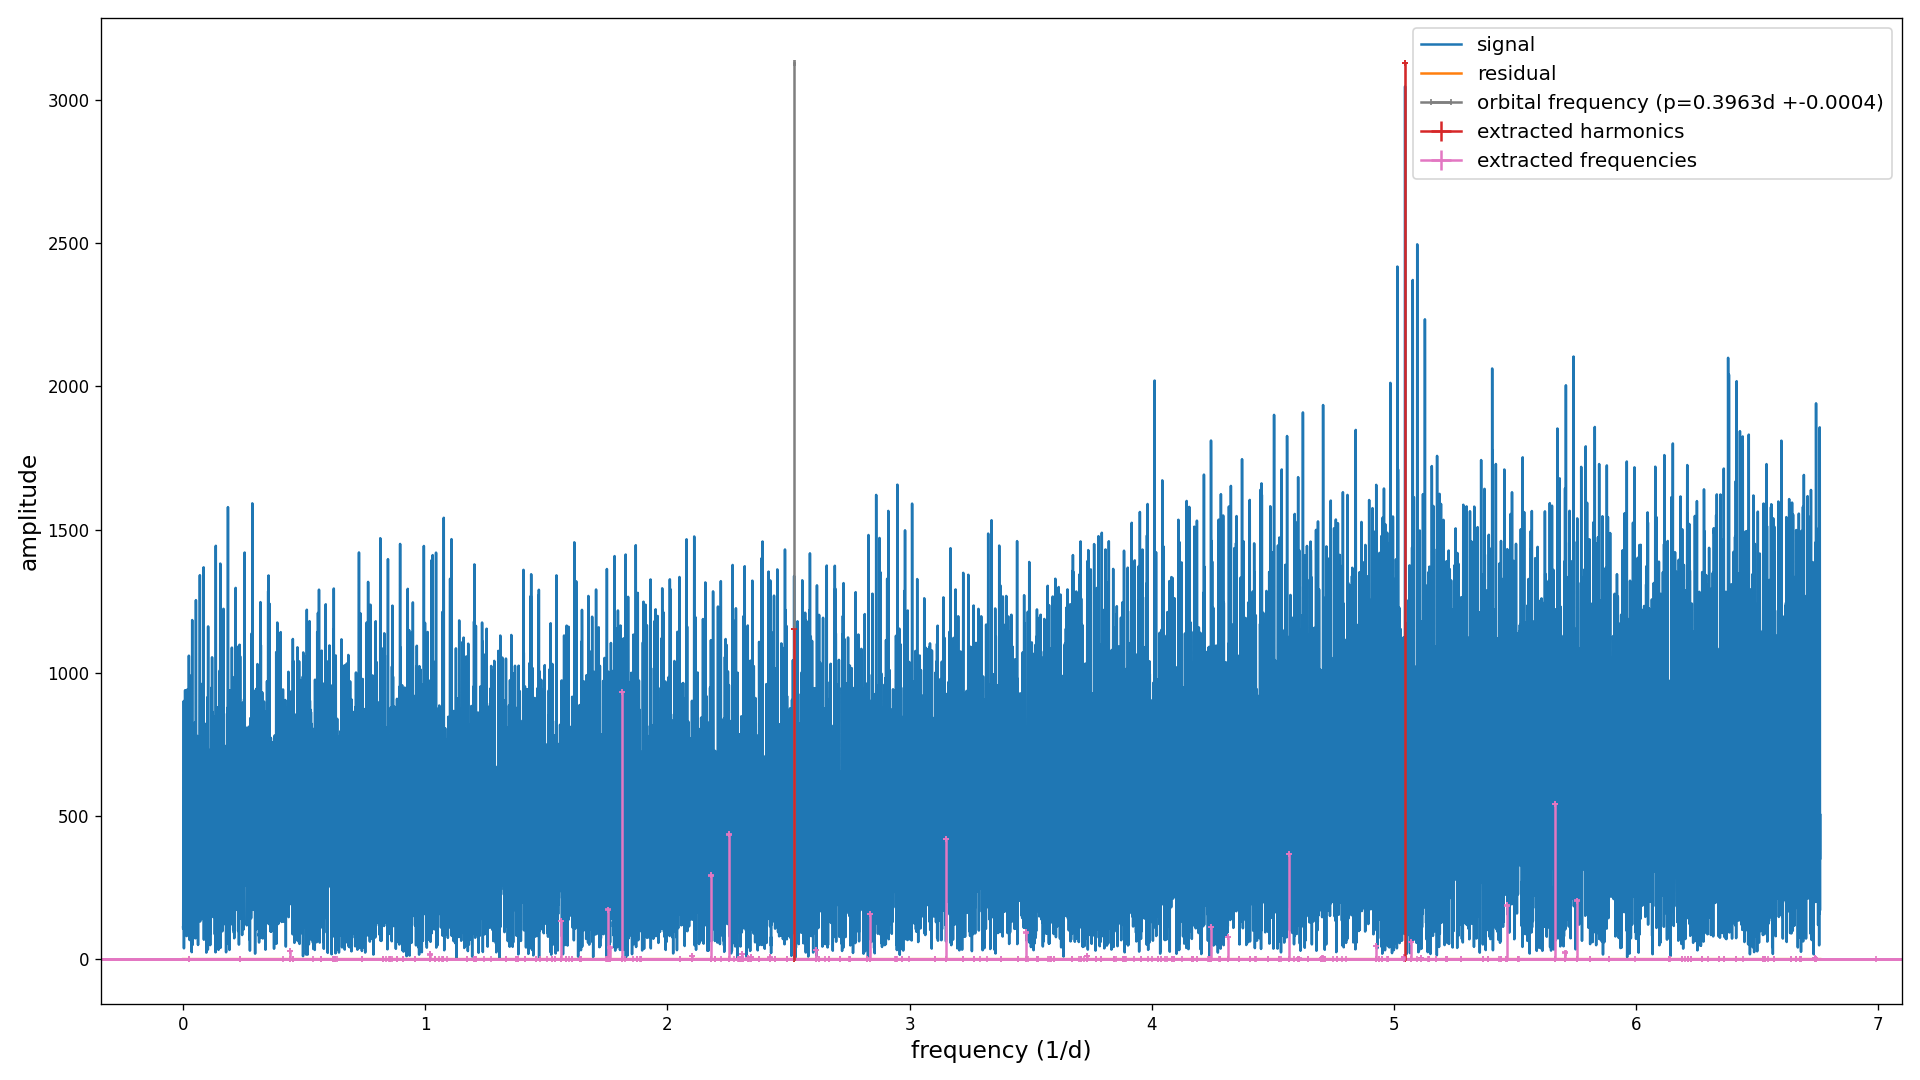 signal
residual
orbital frequency (p=0.3963d +-0.0004)
extracted harmonics
extracted frequencies
3000
2500
2000
1500
1000
500
0
amplitude
0 1 2 3 4 5 6 7
frequency (1/d)